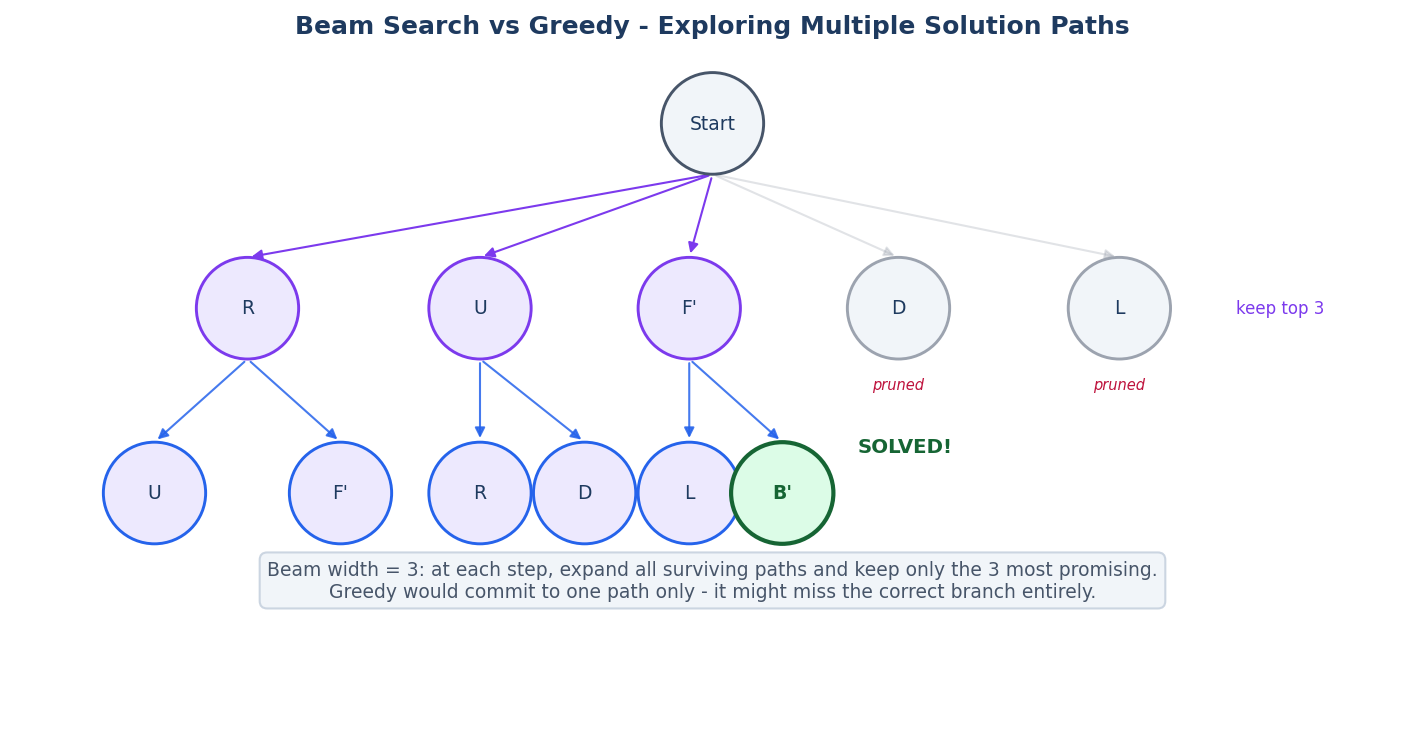 Beam Search vs Greedy - Exploring Multiple Solution Paths
Start
R
U
F'
D
L
keep top 3
pruned
pruned
SOLVED!
U
F'
R
D
L
B'
Beam width = 3: at each step, expand all surviving paths and keep only the 3 most promising.
Greedy would commit to one path only - it might miss the correct branch entirely.